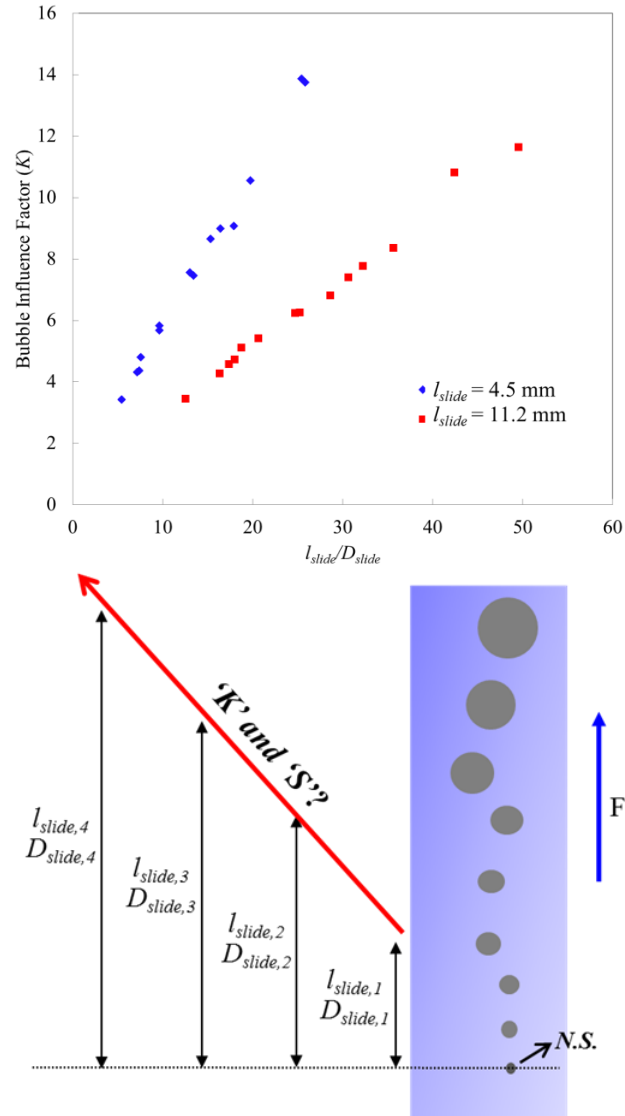 16
14
12
10
8
6
4
2
0
Bubble Influence Factor (K)
l_slide = 4.5 mm
l_slide = 11.2 mm
0 10 20 30 40 50 60
l_slide/D_slide
'K' and 'S'?
l_slide,4
D_slide,4
l_slide,3
D_slide,3
l_slide,2
D_slide,2
l_slide,1
D_slide,1
F
N.S.